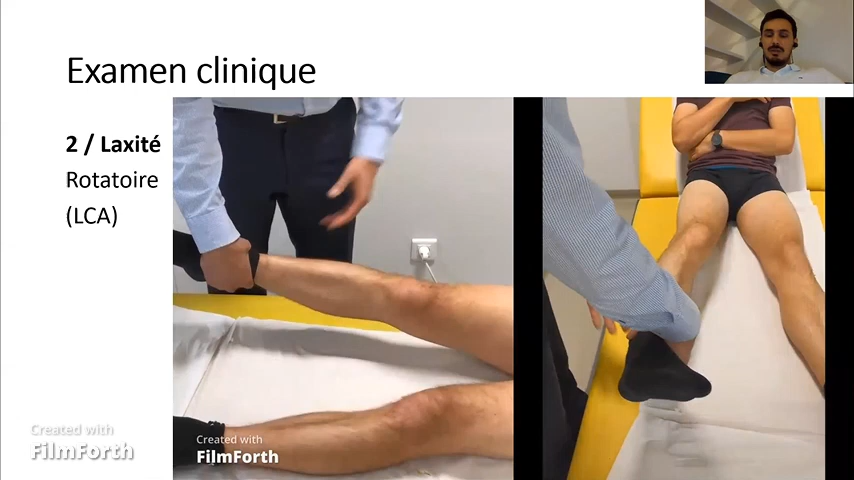 Examen clinique
2 / Laxité
Rotatoire
(LCA)
Created with
FilmForth
Created with
FilmForth